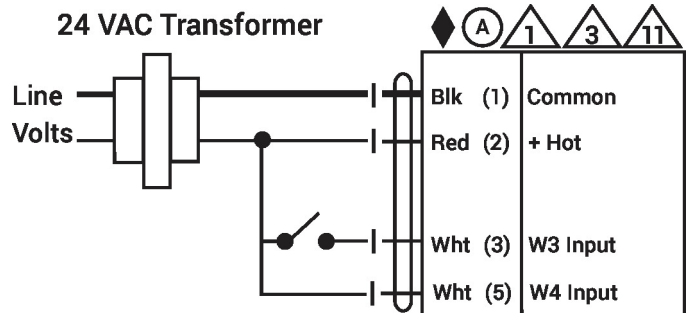 24 VAC Transformer
A 1 3 11
Line
Volts
Blk (1) Common
Red (2) + Hot
Wht (3) W3 Input
Wht (5) W4 Input